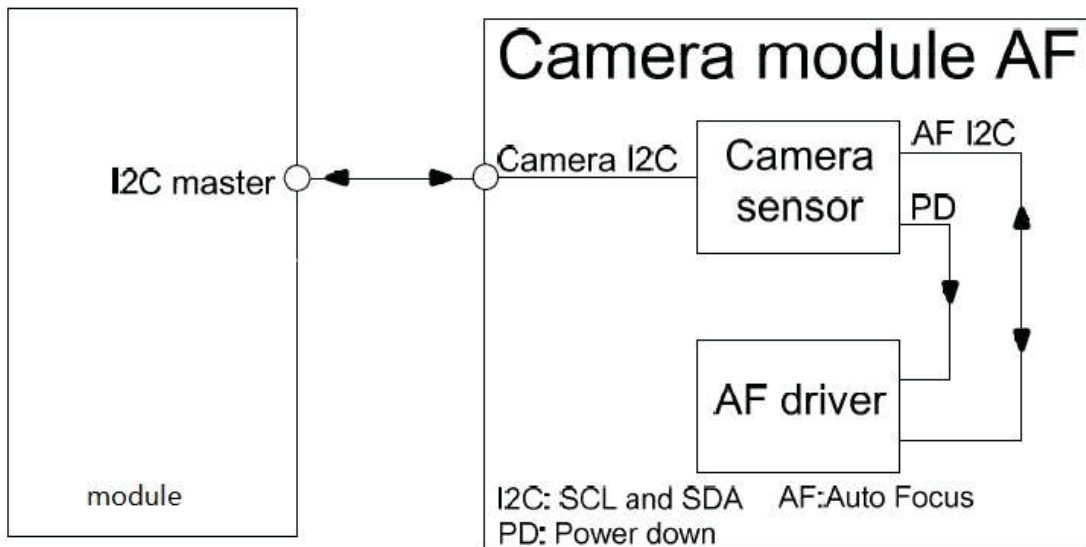 Camera module AF
I2C master
Camera I2C
Camera
sensor
AF I2C
PD
AF driver
module
I2C: SCL and SDA AF:Auto Focus
PD: Power down